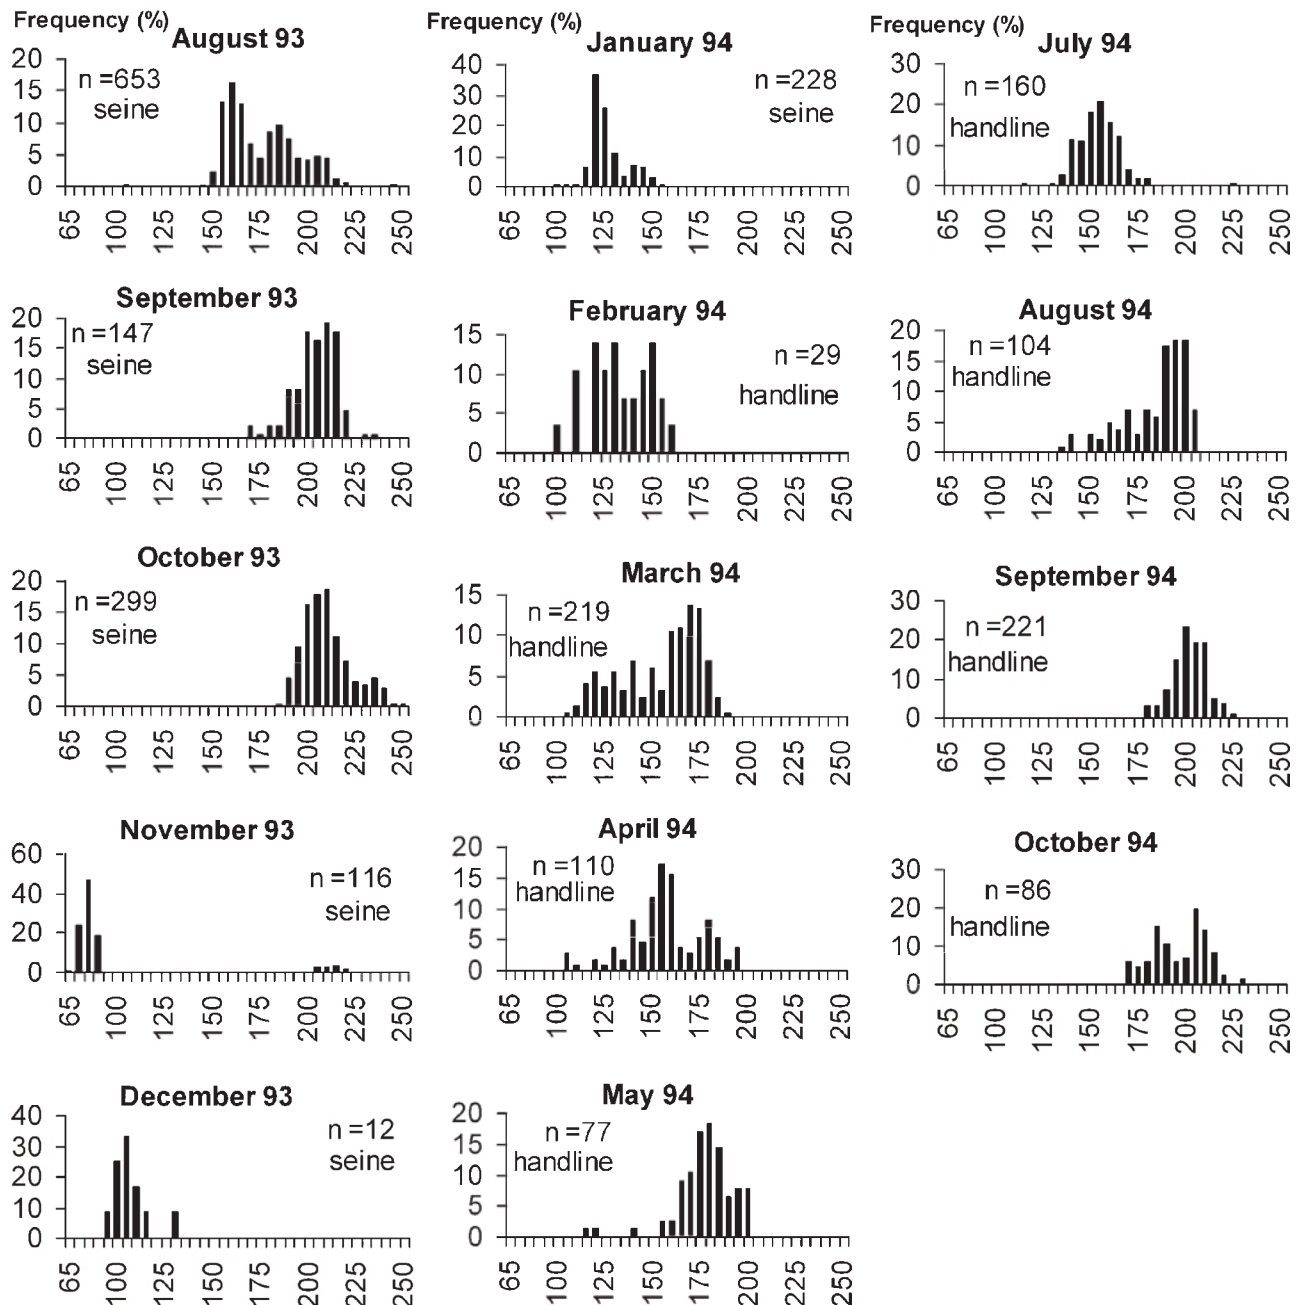 Frequency (%)
August 93
n =653
seine
20
15
10
5
0
65 100 125 150 175 200 225 250
Frequency (%)
January 94
n =228
seine
40
30
20
10
0
65 100 125 150 175 200 225 250
Frequency (%)
July 94
n =160
handline
30
20
10
0
65 100 125 150 175 200 225 250
September 93
n =147
seine
20
15
10
5
0
65 100 125 150 175 200 225 250
February 94
n =29
handline
15
10
5
0
65 100 125 150 175 200 225 250
August 94
n =104
handline
20
15
10
5
0
65 100 125 150 175 200 225 250
October 93
n =299
seine
20
15
10
5
0
65 100 125 150 175 200 225 250
March 94
n =219
handline
15
10
5
0
65 100 125 150 175 200 225 250
September 94
n =221
handline
30
20
10
0
65 100 125 150 175 200 225 250
November 93
n =116
seine
60
40
20
0
65 100 125 150 175 200 225 250
April 94
n =110
handline
20
15
10
5
0
65 100 125 150 175 200 225 250
October 94
n =86
handline
30
20
10
0
65 100 125 150 175 200 225 250
December 93
n =12
seine
40
30
20
10
0
65 100 125 150 175 200 225 250
May 94
n =77
handline
20
15
10
5
0
65 100 125 150 175 200 225 250